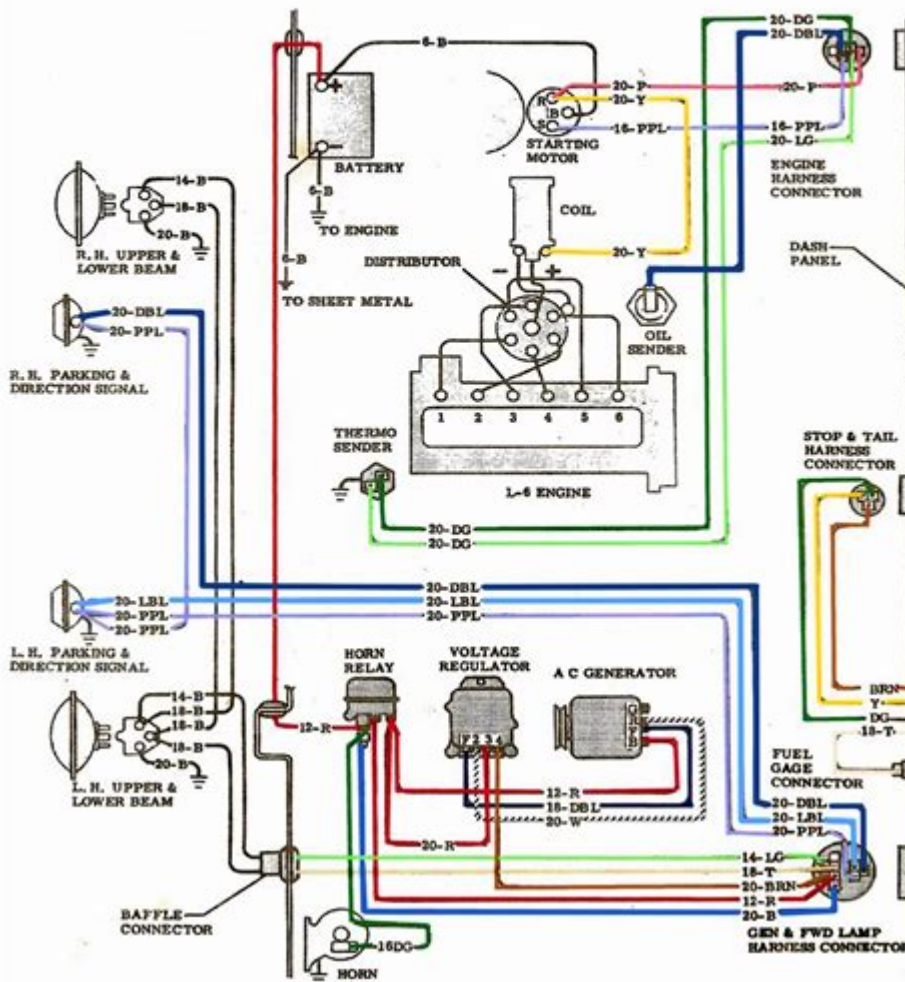 20-DG
20-DBL
6-B
+
20-P
20-Y
20-P
R
B
S
16-PPL
16-PPL
20-LG
STARTING
MOTOR
ENGINE
HARNESS
CONNECTOR
−
BATTERY
6-B
TO ENGINE
6-B
TO SHEET METAL
14-B
18-B
20-B
R. H. UPPER &
LOWER BEAM
COIL
20-Y
− +
DISTRIBUTOR
DASH
PANEL
OIL
SENDER
20-DBL
20-PPL
R. H. PARKING &
DIRECTION SIGNAL
1 2 3 4 5 6
THERMO
SENDER
L-6 ENGINE
STOP & TAIL
HARNESS
CONNECTOR
20-DG
20-DG
20-DBL
20-LBL
20-PPL
20-LBL
20-PPL
20-PPL
L. H. PARKING &
DIRECTION SIGNAL
HORN
RELAY
VOLTAGE
REGULATOR
A C GENERATOR
BRN
Y
DG
18-T
14-B
18-B
18-B
18-B
20-B
L. H. UPPER &
LOWER BEAM
12-R
F 2 3 4
G
R
F
B
12-R
18-DBL
20-W
20-R
FUEL
GAGE
CONNECTOR
20-DBL
20-LBL
20-PPL
14-LG
18-T
20-BRN
12-R
20-B
BAFFLE
CONNECTOR
16DG
HORN
GEN & FWD LAMP
HARNESS CONNECTOR